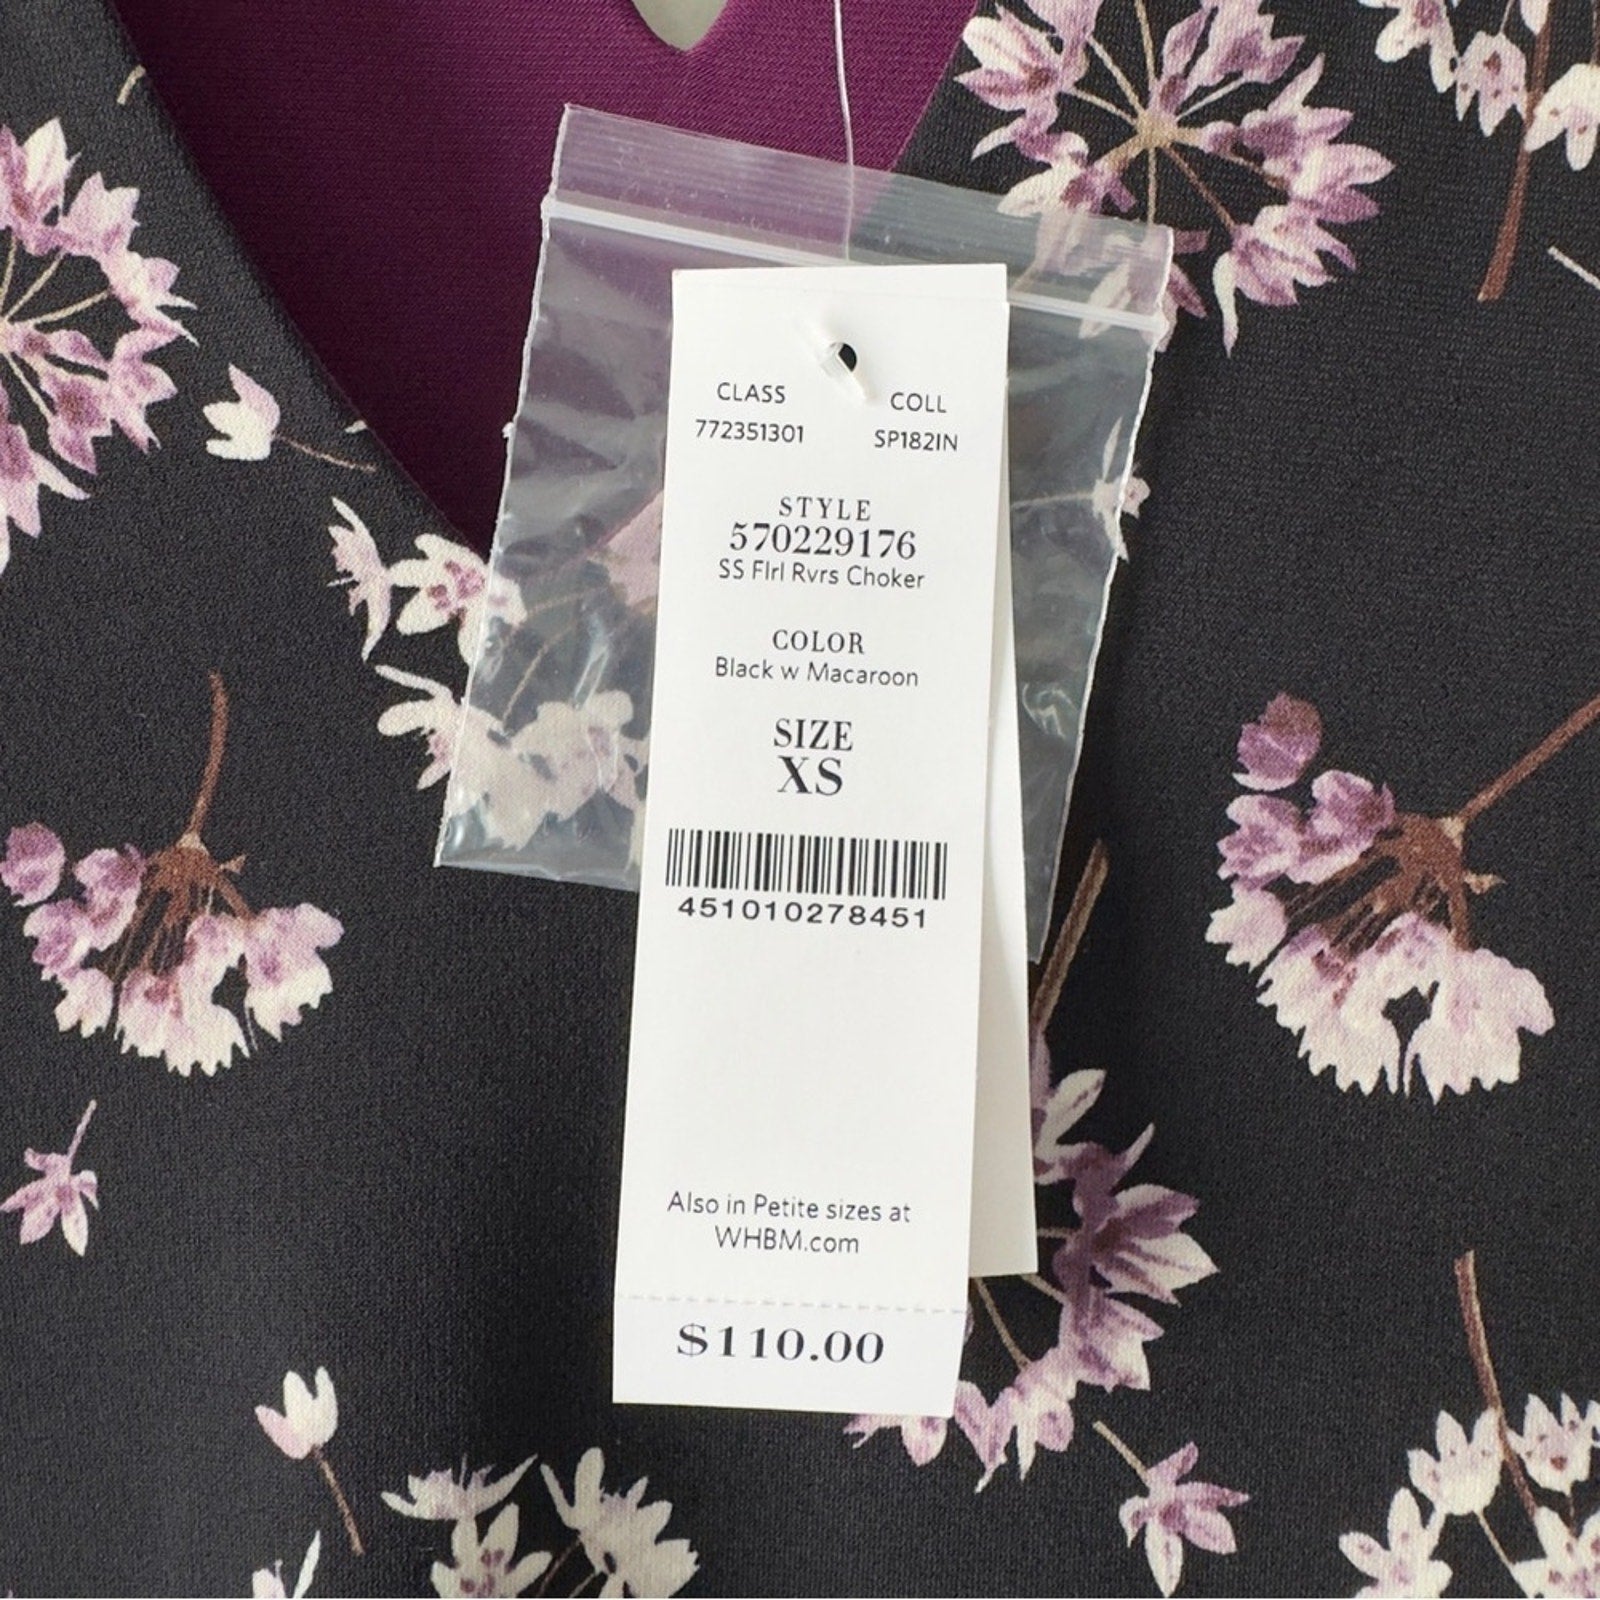 CLASS
772351301
COLL
SP182IN
STYLE
570229176
SS Flrl Rvrs Choker
COLOR
Black w Macaroon
SIZE
XS
451010278451
Also in Petite sizes at
WHBM.com
$110.00